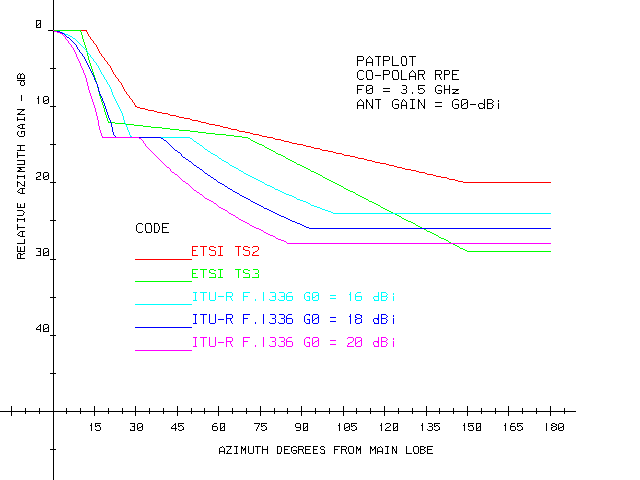 PATPLOT
CO-POLAR RPE
F0 = 3.5 GHz
ANT GAIN = G0-dBi
RELATIVE AZIMUTH GAIN - dB
0
10
20
30
40
CODE
ETSI TS2
ETSI TS3
ITU-R F.1336 G0 = 16 dBi
ITU-R F.1336 G0 = 18 dBi
ITU-R F.1336 G0 = 20 dBi
15 30 45 60 75 90 105 120 135 150 165 180
AZIMUTH DEGREES FROM MAIN LOBE